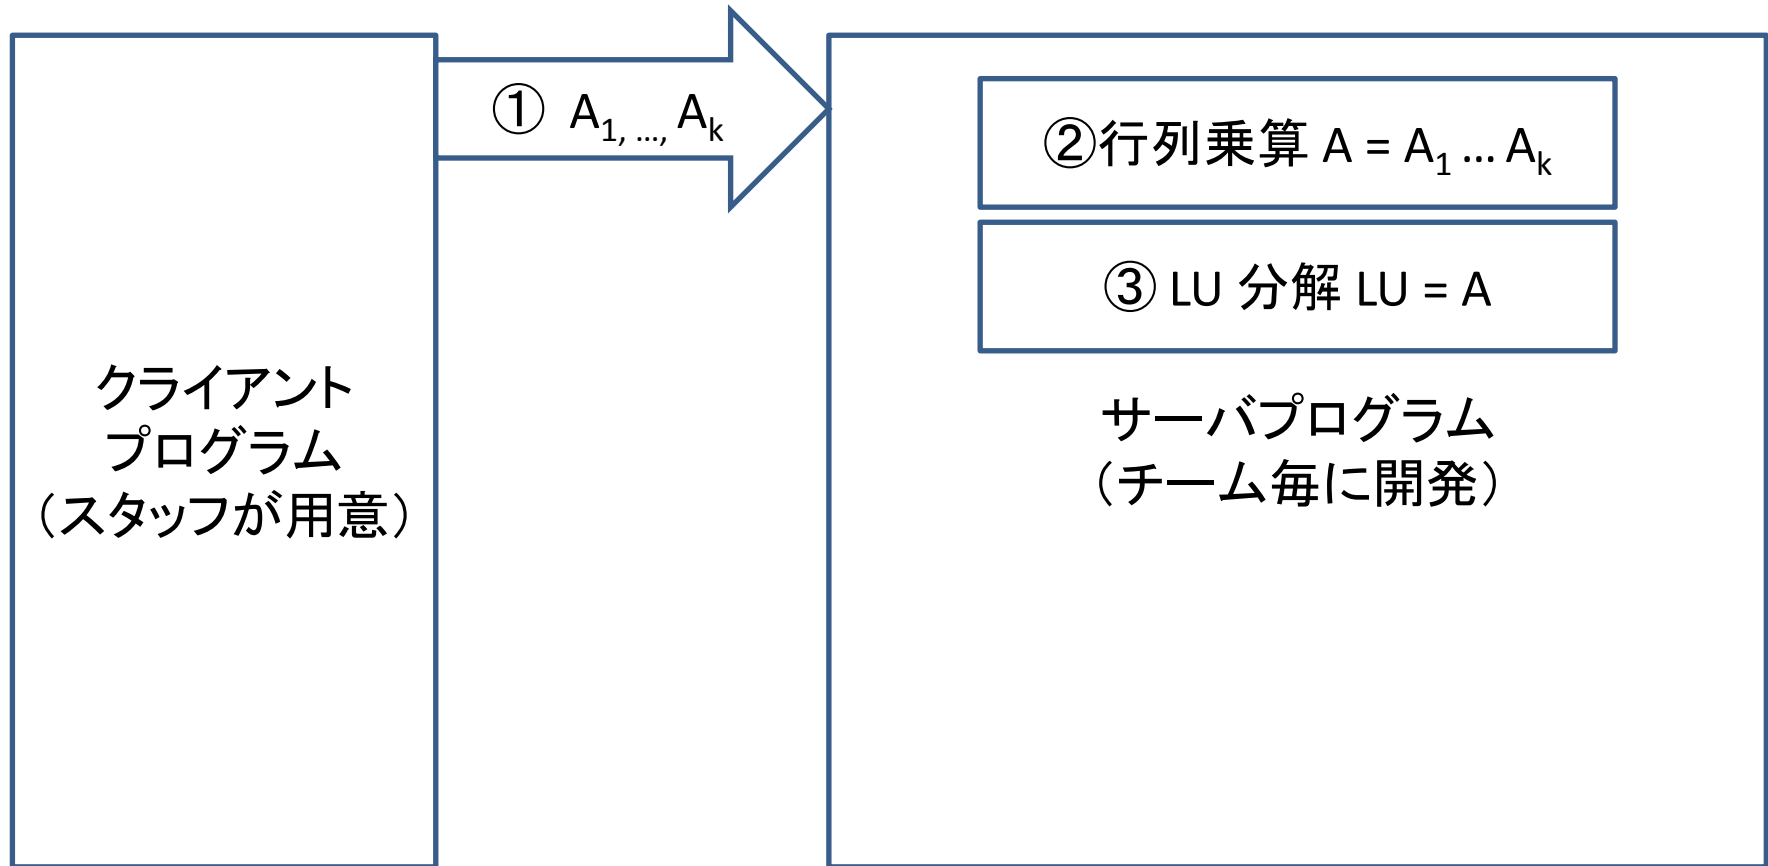 ① A1, ..., Ak
②行列乗算 A = A1 ... Ak
③ LU 分解 LU = A
クライアント
プログラム
（スタッフが用意）
サーバプログラム
（チーム毎に開発）